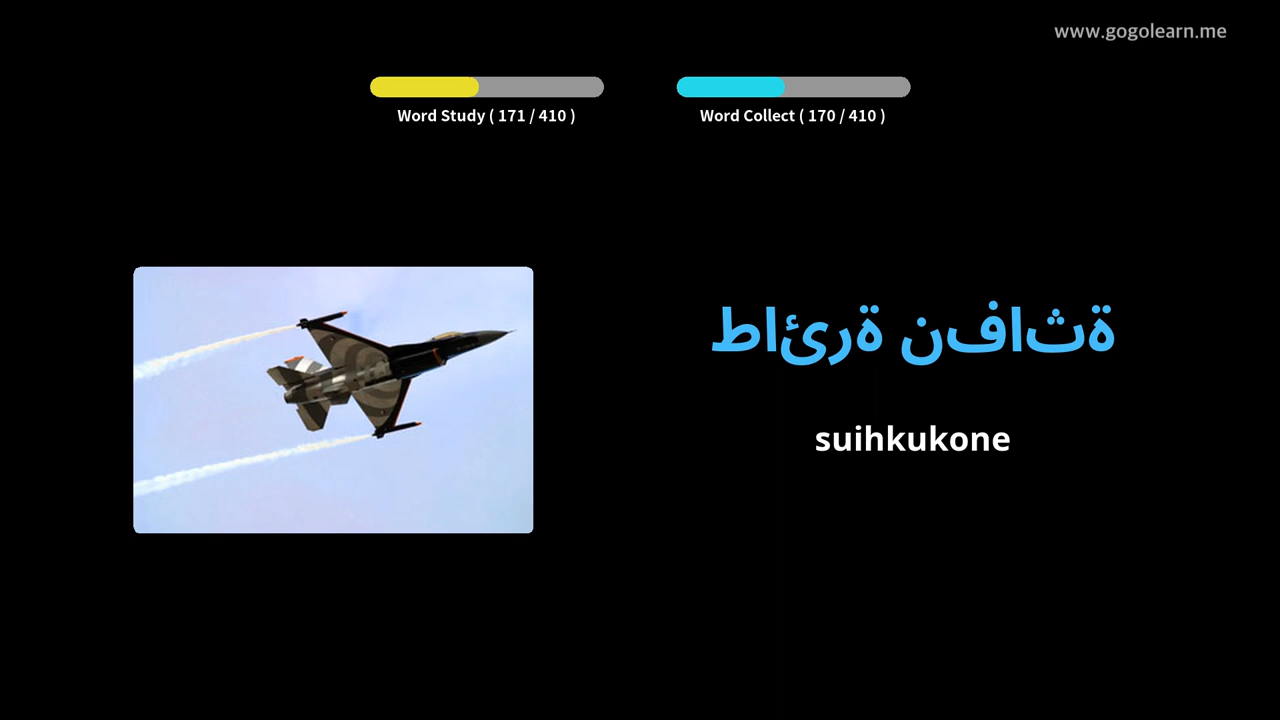 www.gogolearn.me
Word Study ( 171 / 410 )
Word Collect ( 170 / 410 )
طائرة نفاثة
suihkukone